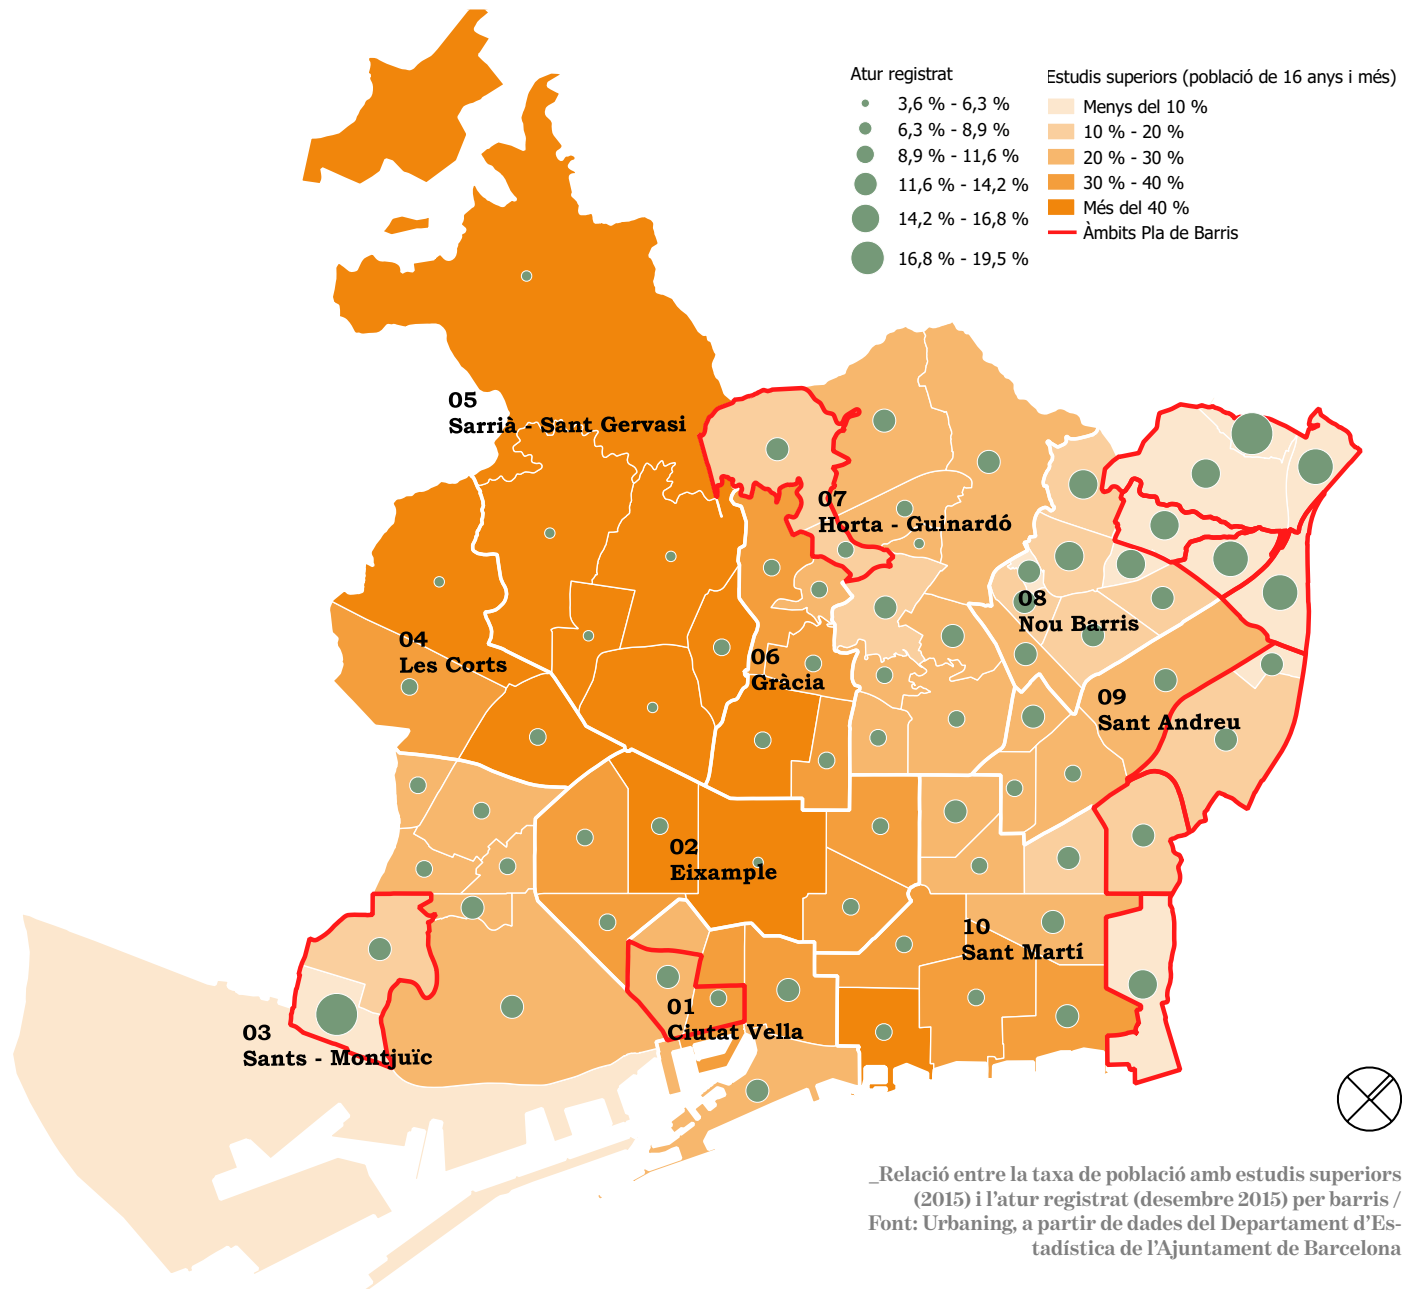 Atur registrat
3,6 % - 6,3 %
6,3 % - 8,9 %
8,9 % - 11,6 %
11,6 % - 14,2 %
14,2 % - 16,8 %
16,8 % - 19,5 %
Estudis superiors (població de 16 anys i més)
Menys del 10 %
10 % - 20 %
20 % - 30 %
30 % - 40 %
Més del 40 %
Àmbits Pla de Barris
05
Sarrià - Sant Gervasi
07
Horta - Guinardó
08
Nou Barris
04
Les Corts
06
Gràcia
09
Sant Andreu
02
Eixample
10
Sant Martí
01
Ciutat Vella
03
Sants - Montjuïc
_Relació entre la taxa de població amb estudis superiors
(2015) i l’atur registrat (desembre 2015) per barris /
Font: Urbaning, a partir de dades del Departament d’Es-
tadística de l’Ajuntament de Barcelona